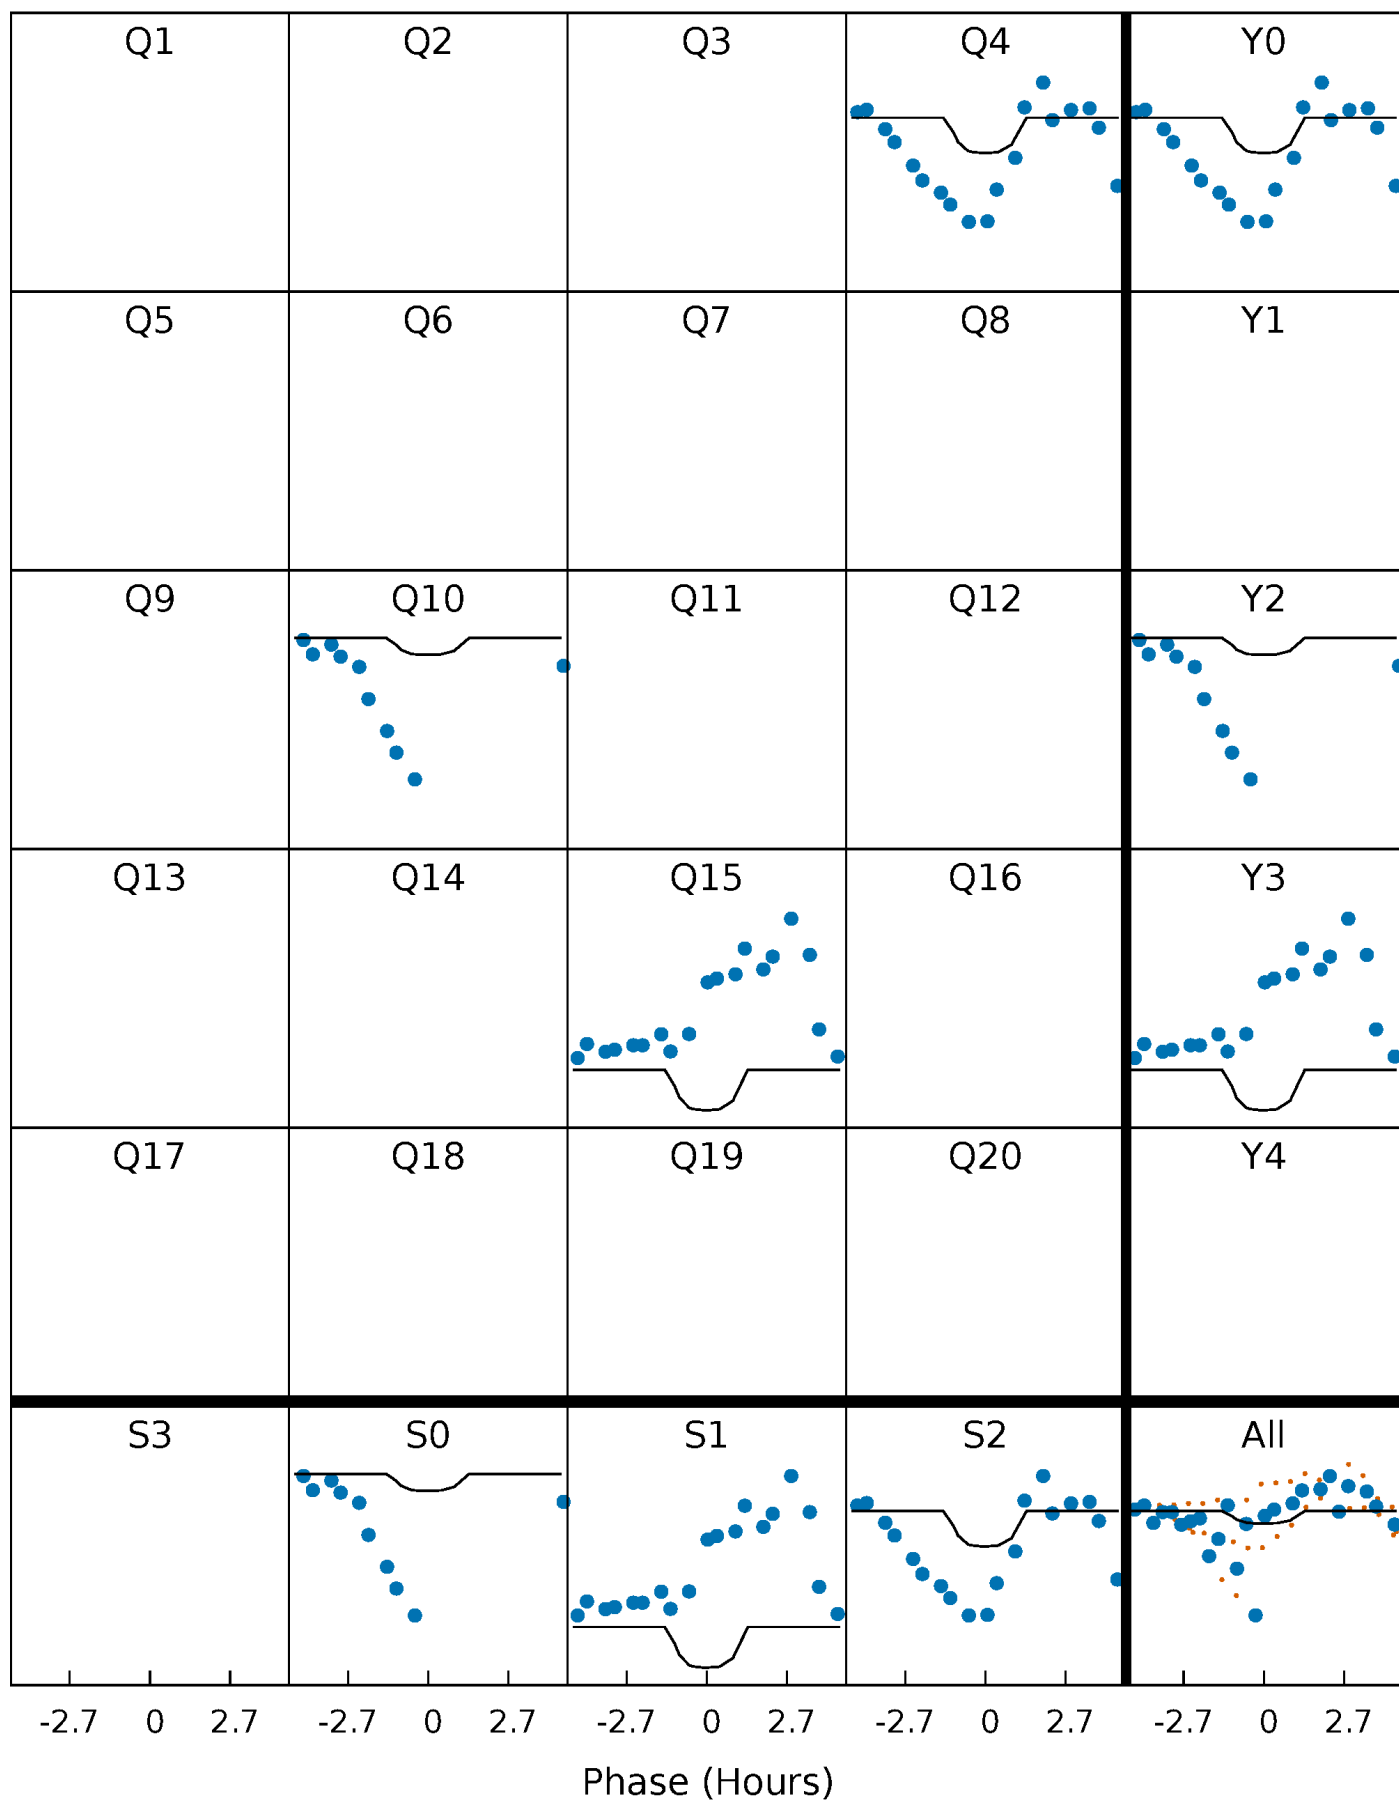 Q1 Q2 Q3 Q4 Y0
Q5 Q6 Q7 Q8 Y1
Q9 Q10 Q11 Q12 Y2
Q13 Q14 Q15 Q16 Y3
Q17 Q18 Q19 Q20 Y4
S3 S0 S1 S2 All
-2.7 0 2.7 -2.7 0 2.7 -2.7 0 2.7 -2.7 0 2.7 -2.7 0 2.7
Phase (Hours)